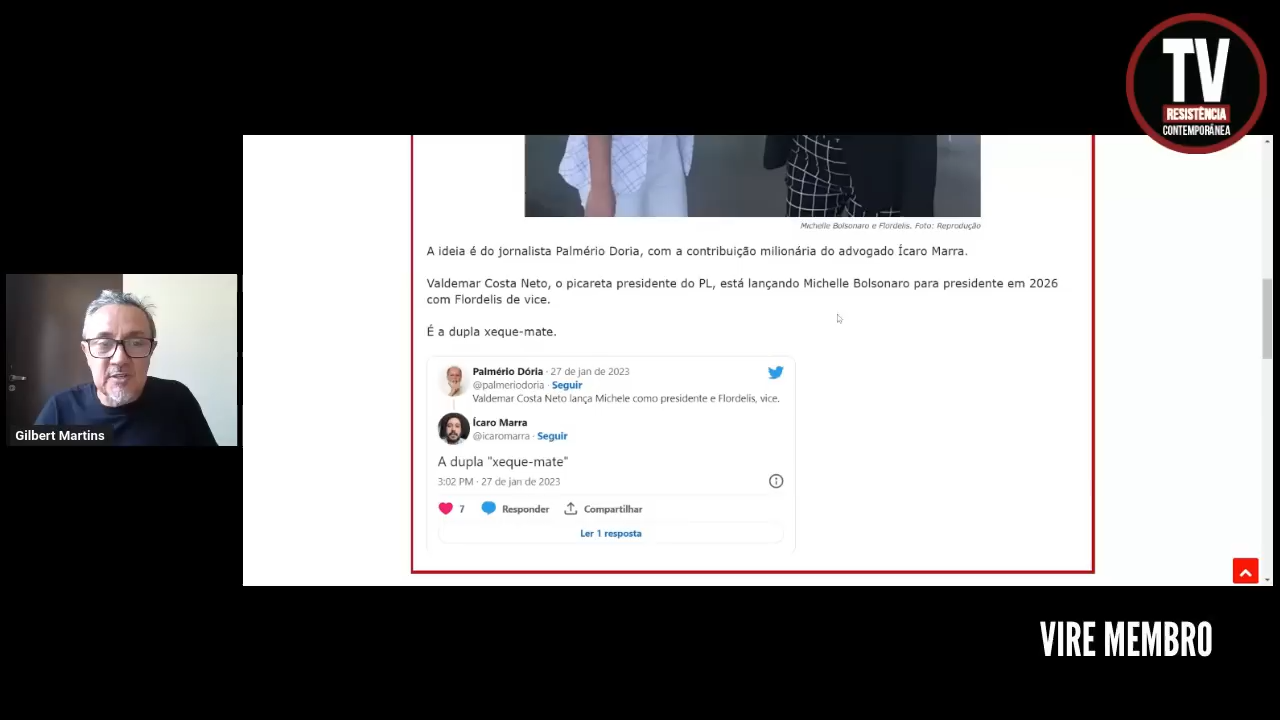 TV
RESISTÊNCIA
CONTEMPORÂNEA
Michelle Bolsonaro e Flordelis. Foto: Reprodução
A ideia é do jornalista Palmério Doria, com a contribuição milionária do advogado Ícaro Marra.
Valdemar Costa Neto, o picareta presidente do PL, está lançando Michelle Bolsonaro para presidente em 2026
com Flordelis de vice.
É a dupla xeque-mate.
Palmério Dória · 27 de jan de 2023
@palmeriodoria · Seguir
Valdemar Costa Neto lança Michele como presidente e Flordelis, vice.
Ícaro Marra
@icaromarra · Seguir
A dupla "xeque-mate"
3:02 PM · 27 de jan de 2023
7 Responder Compartilhar
Ler 1 resposta
Gilbert Martins
VIRE MEMBRO